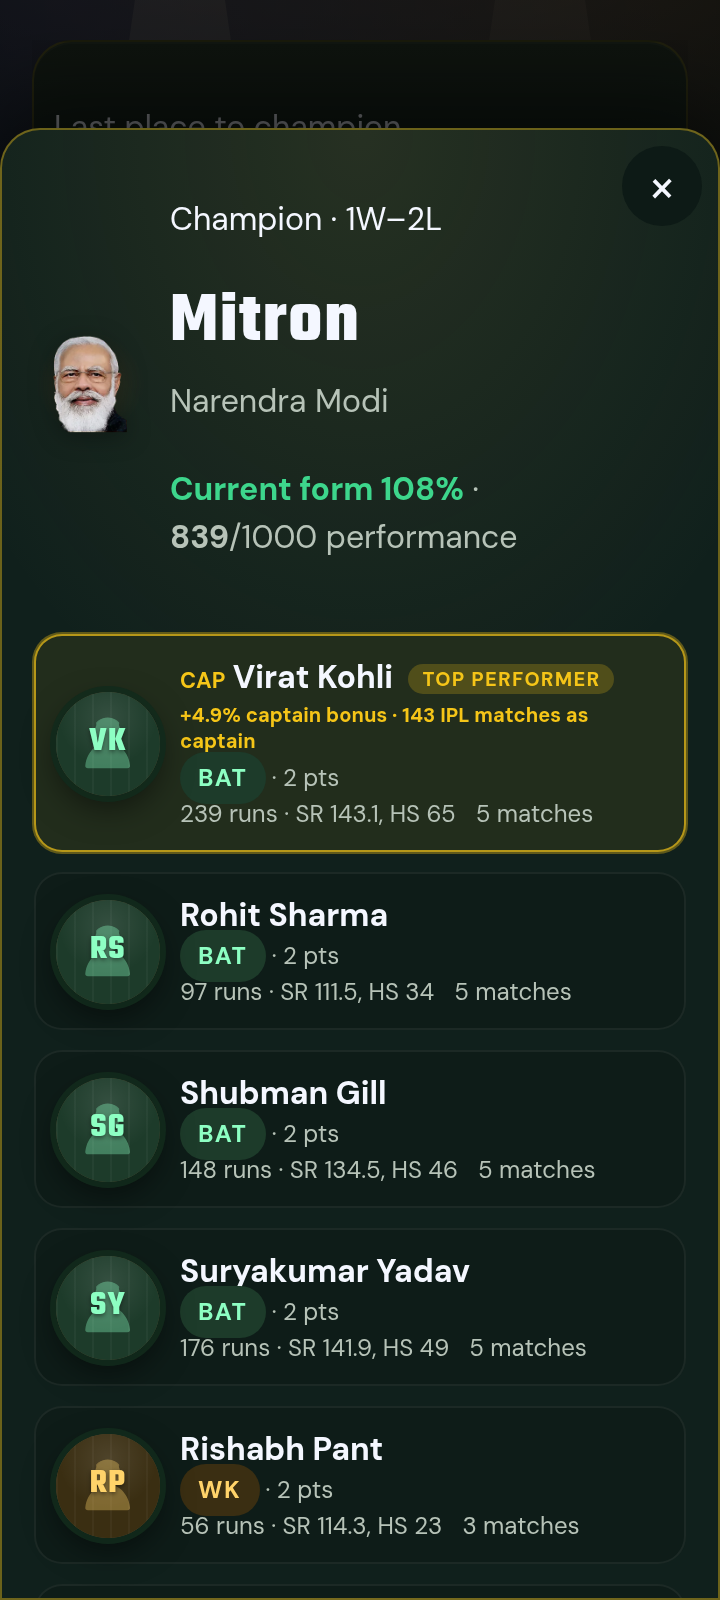 Last place to champion
×
Champion · 1W–2L
Mitron
Narendra Modi
Current form 108% ·
839/1000 performance
CAP Virat Kohli TOP PERFORMER
+4.9% captain bonus · 143 IPL matches as
captain
VK
BAT · 2 pts
239 runs · SR 143.1, HS 65 5 matches
Rohit Sharma
RS
BAT · 2 pts
97 runs · SR 111.5, HS 34 5 matches
Shubman Gill
SG
BAT · 2 pts
148 runs · SR 134.5, HS 46 5 matches
Suryakumar Yadav
SY
BAT · 2 pts
176 runs · SR 141.9, HS 49 5 matches
Rishabh Pant
RP
WK · 2 pts
56 runs · SR 114.3, HS 23 3 matches